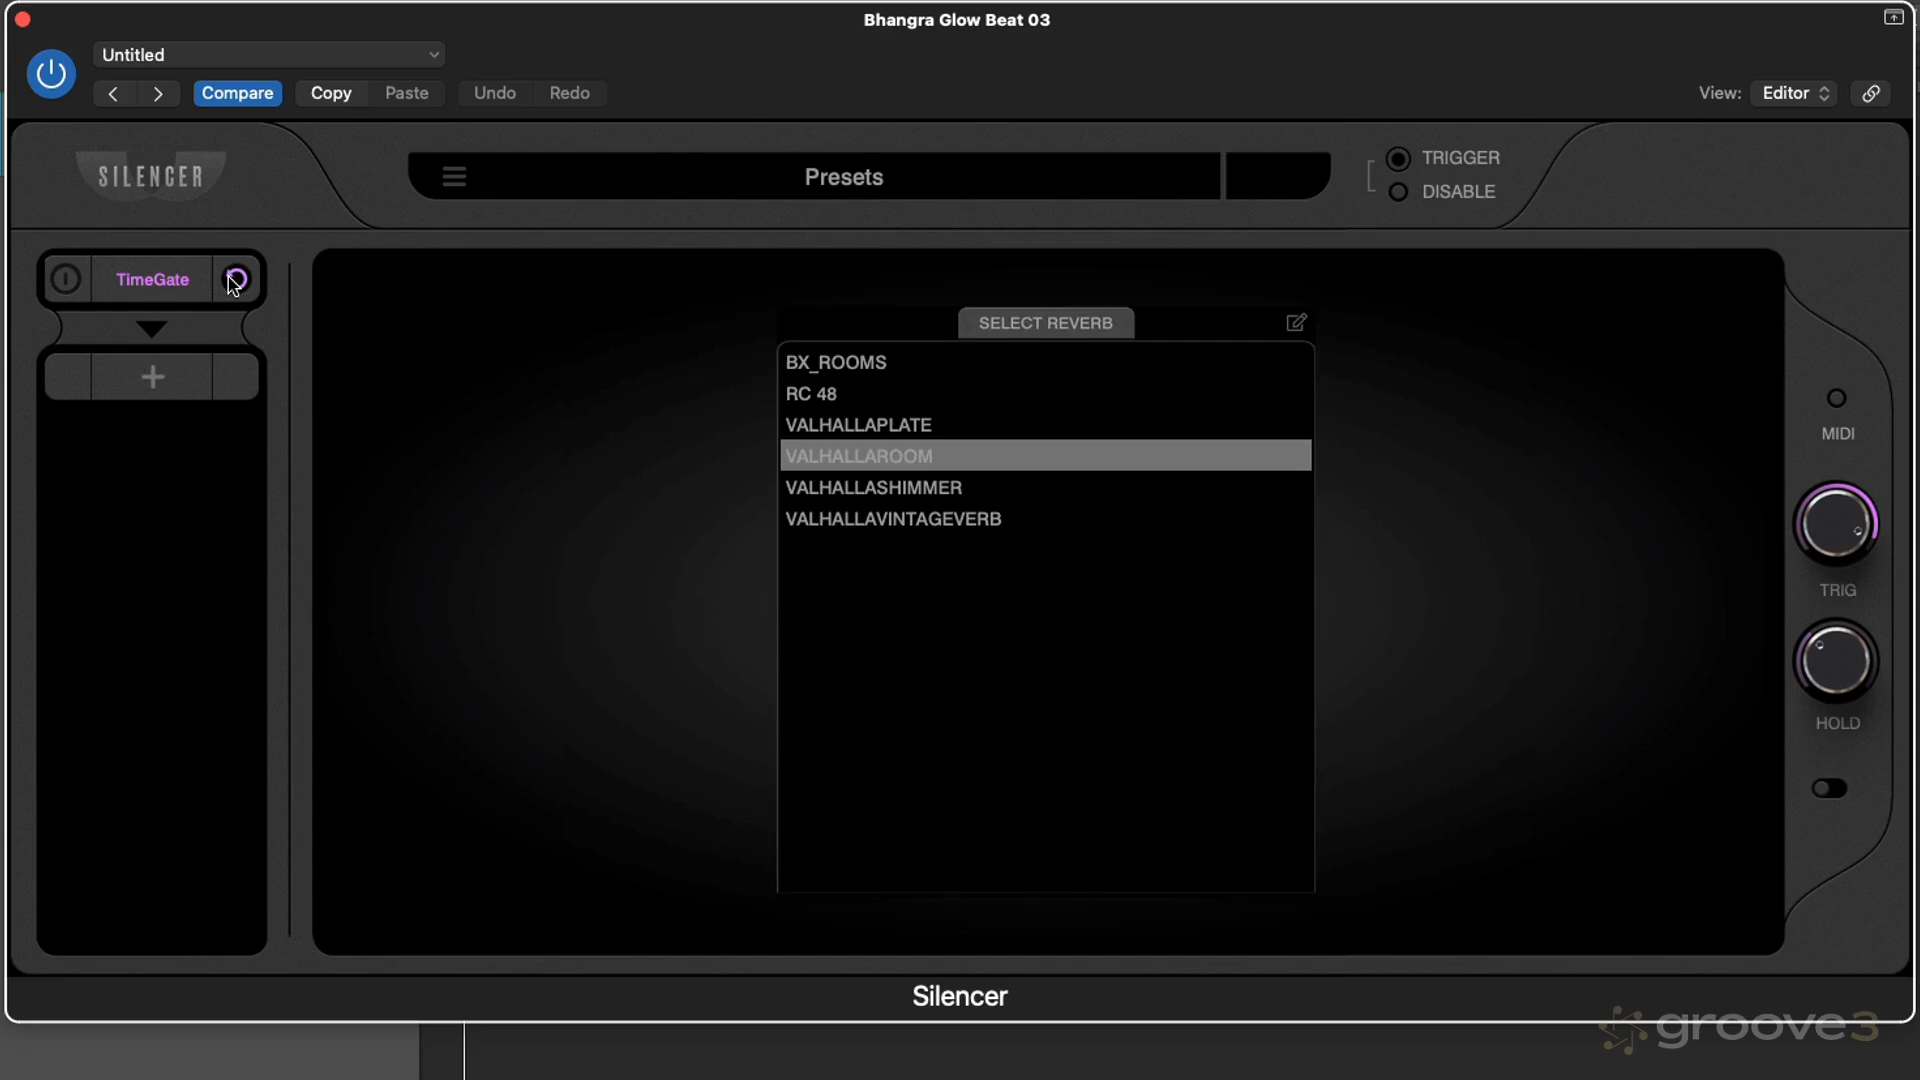 Bhangra Glow Beat 03
Untitled
Compare Copy Paste Undo Redo View: Editor
SILENCER
Presets
TRIGGER
DISABLE
TimeGate
SELECT REVERB
BX_ROOMS
RC 48
VALHALLAPLATE
VALHALLAROOM
VALHALLASHIMMER
VALHALLAVINTAGEVERB
MIDI
TRIG
HOLD
Silencer
groove3